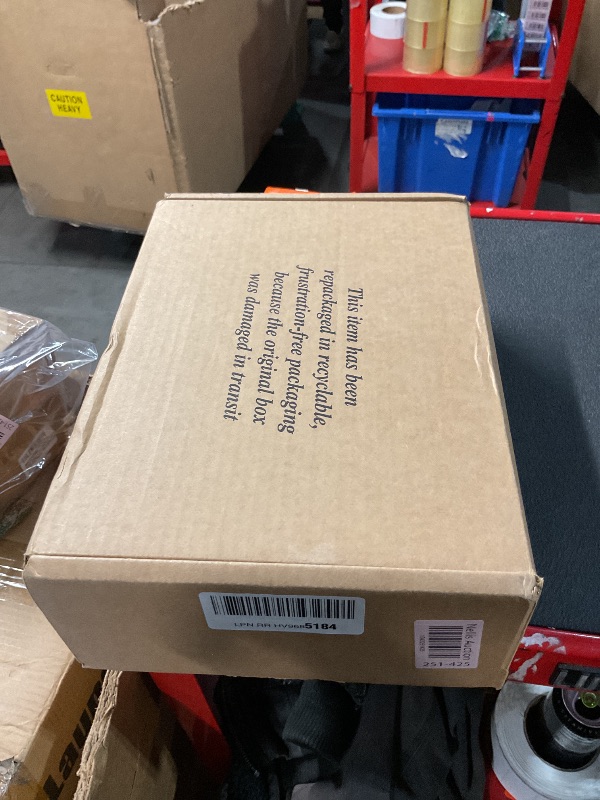 CAUTION
HEAVY
This item has been
repackaged in recyclable,
frustration-free packaging
because the original box
was damaged in transit
LPN RR HV9685184
Nellis Auction
251-425